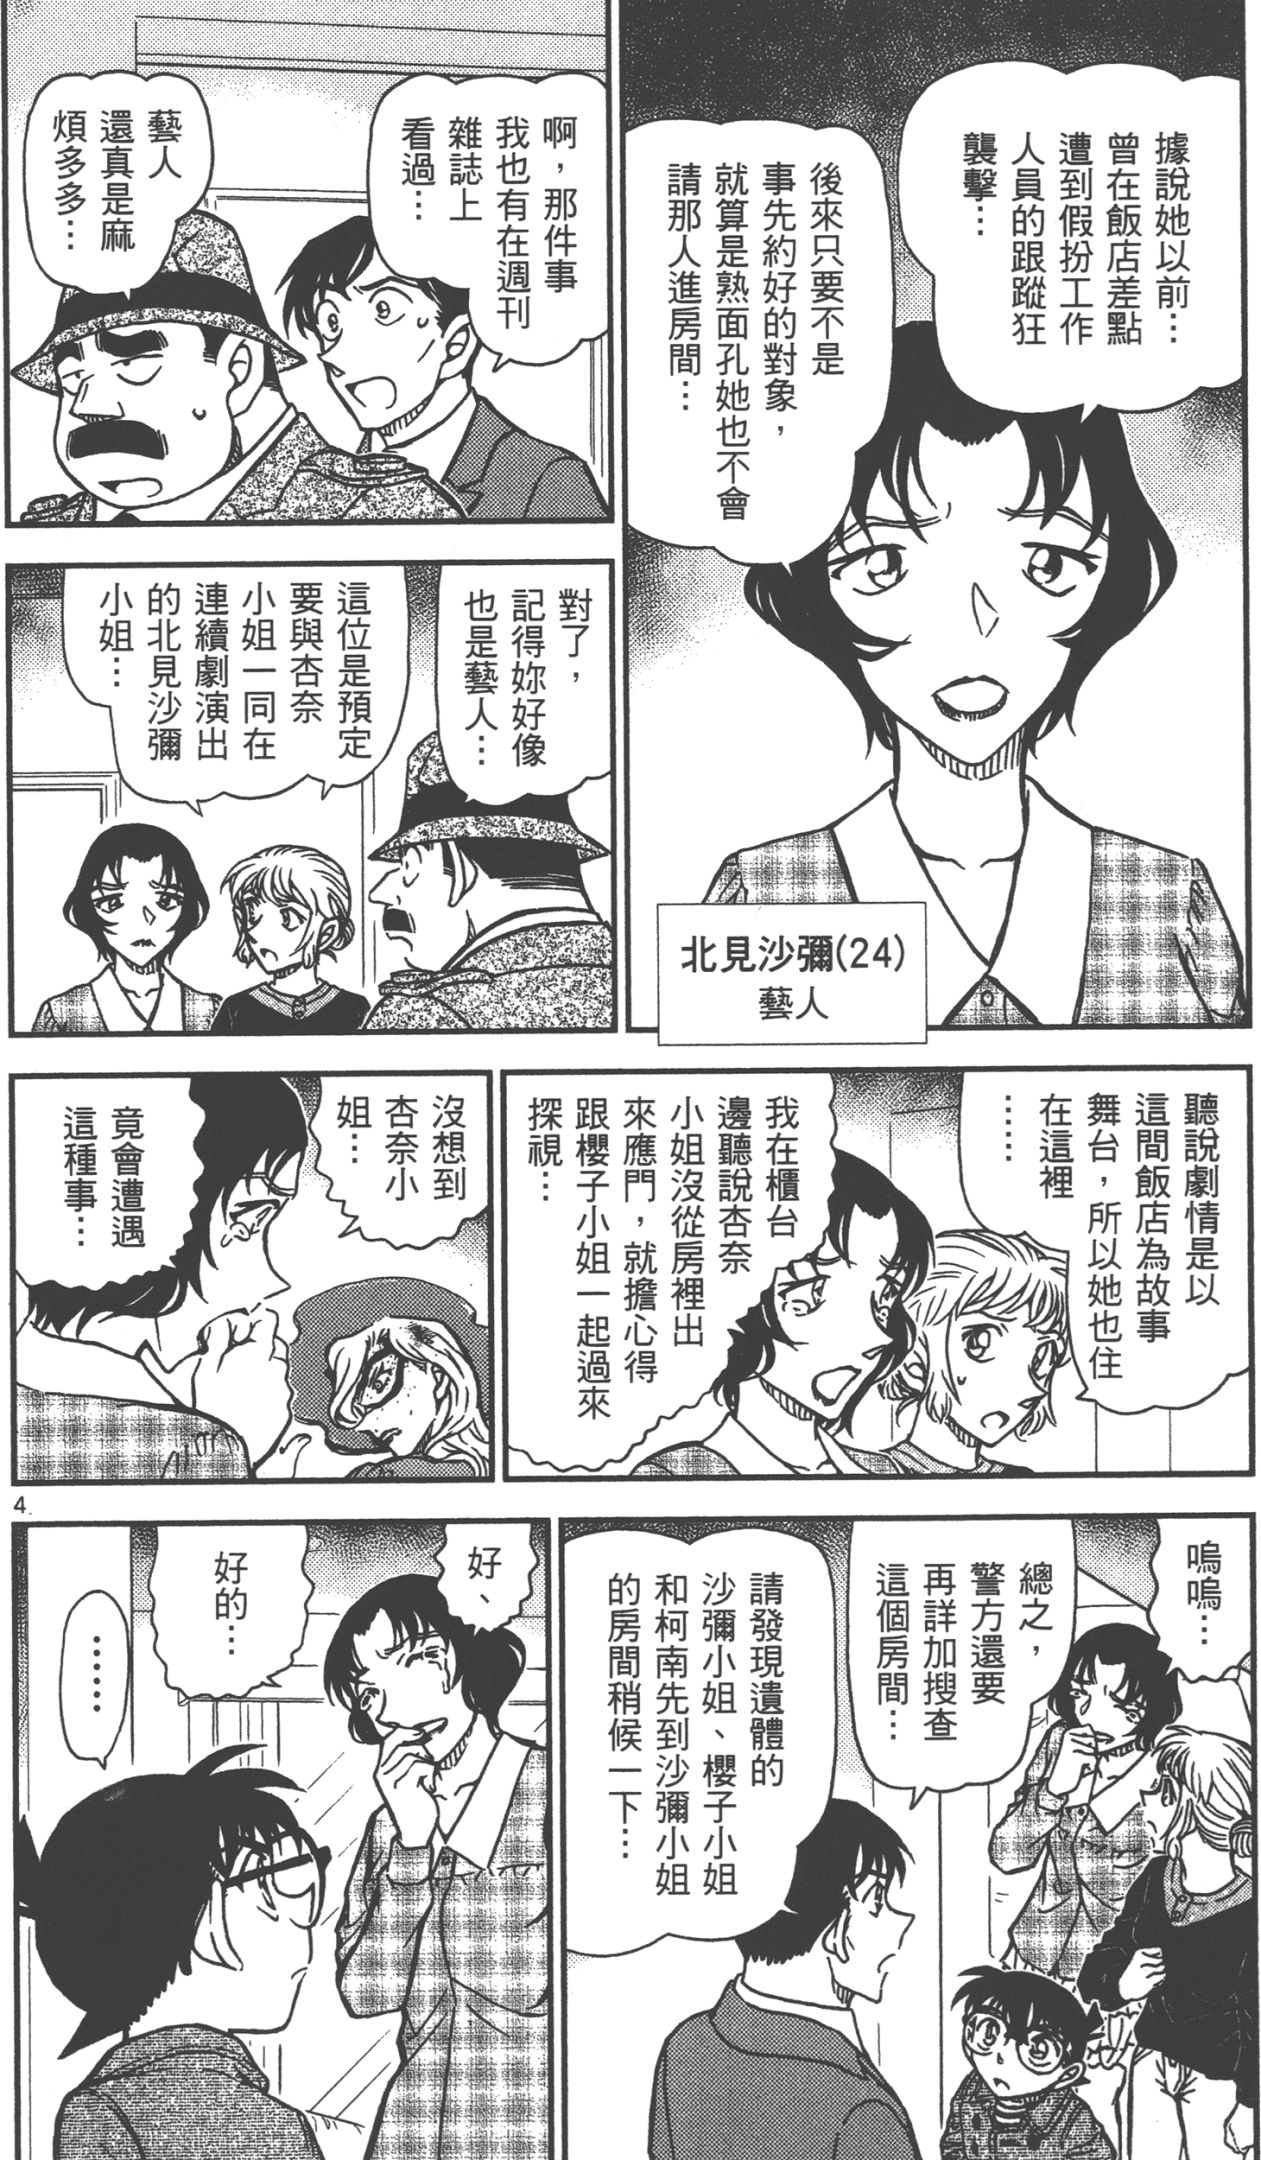 據說她以前⋮
曾在飯店差點
遭到假扮工作
人員的跟蹤狂
襲擊⋮
後來只要不是
事先約好的對象，
就算是熟面孔她也不會
請那人進房間⋮
北見沙彌(24)
藝人
啊，那件事
我也有在週刊
雜誌上
看過⋮
藝人
還真是麻
煩多多⋮
對了，
記得妳好像
也是藝人⋮
這位是預定
要與杏奈
小姐一同在
連續劇演出
的北見沙彌
小姐⋮
聽說劇情是以
這間飯店為故事
舞台，所以她也住
在這裡
⋮⋮
我在櫃台
邊聽說杏奈
小姐沒從房裡出
來應門，就擔心得
跟櫻子小姐一起過來
探視⋮
沒想到
杏奈小
姐⋮
竟會遭遇
這種事⋮
4
嗚嗚⋮
總之，
警方還要
再詳加搜查
這個房間⋮
請發現遺體的
沙彌小姐、櫻子小姐
和柯南先到沙彌小姐
的房間稍候一下⋮
好、
好的⋮
⋮⋮